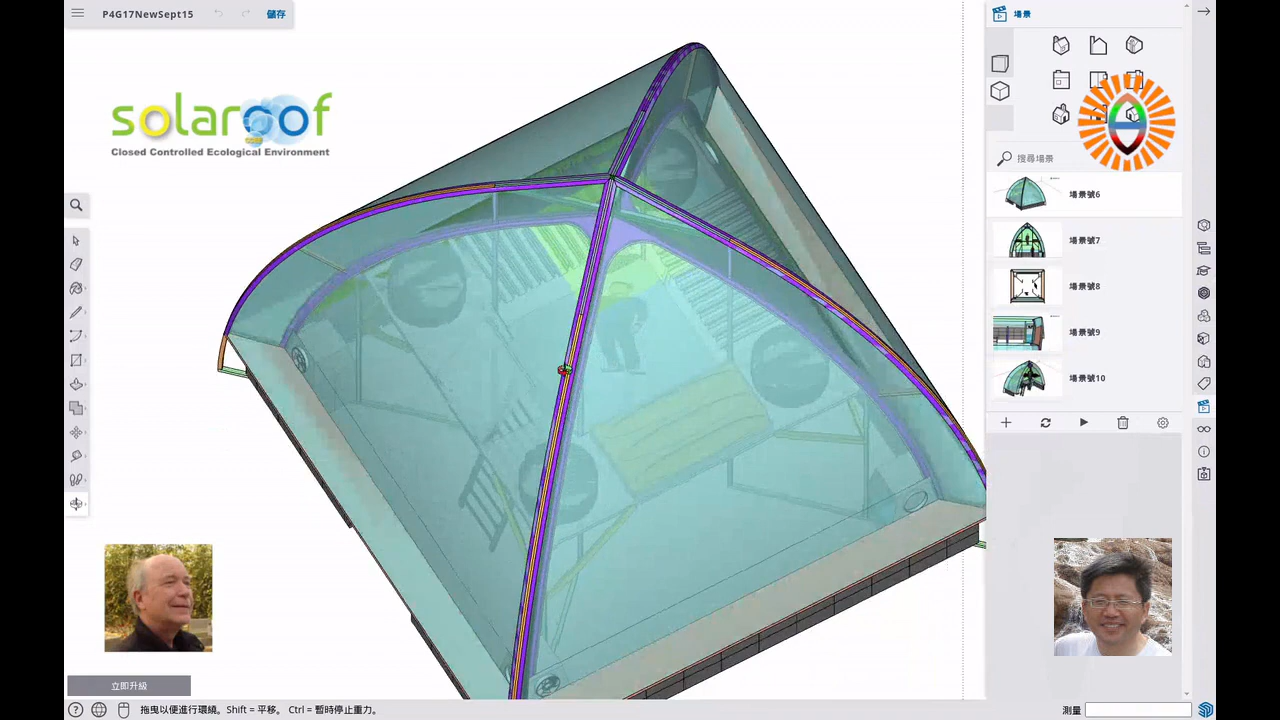 P4G17NewSept15
儲存
場景
solaroof
Closed Controlled Ecological Environment
搜尋場景
場景號6
場景號7
場景號8
場景號9
場景號10
立即升級
拖曳以便進行環繞。Shift = 平移。 Ctrl = 暫時停止重力。
測量